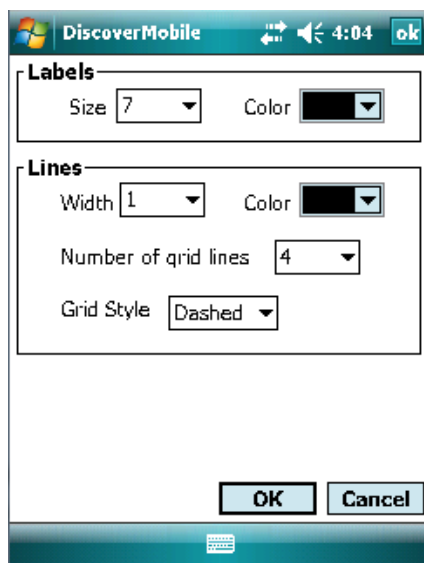 DiscoverMobile 4:04 ok
Labels
Size 7 Color
Lines
Width 1 Color
Number of grid lines 4
Grid Style Dashed
OK Cancel